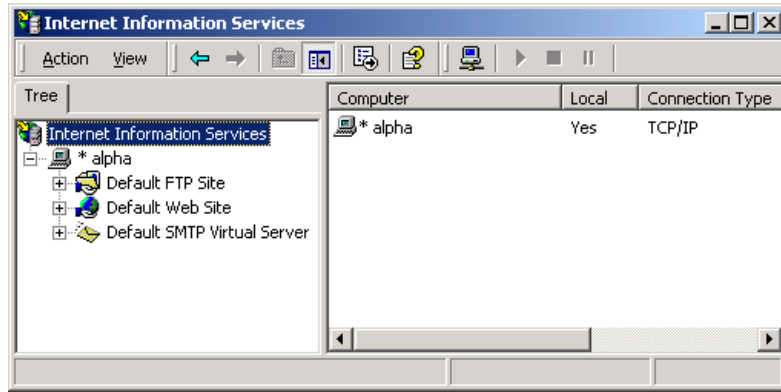 Internet Information Services
Action View
Tree
Computer Local Connection Type
Internet Information Services
* alpha Yes TCP/IP
* alpha
Default FTP Site
Default Web Site
Default SMTP Virtual Server